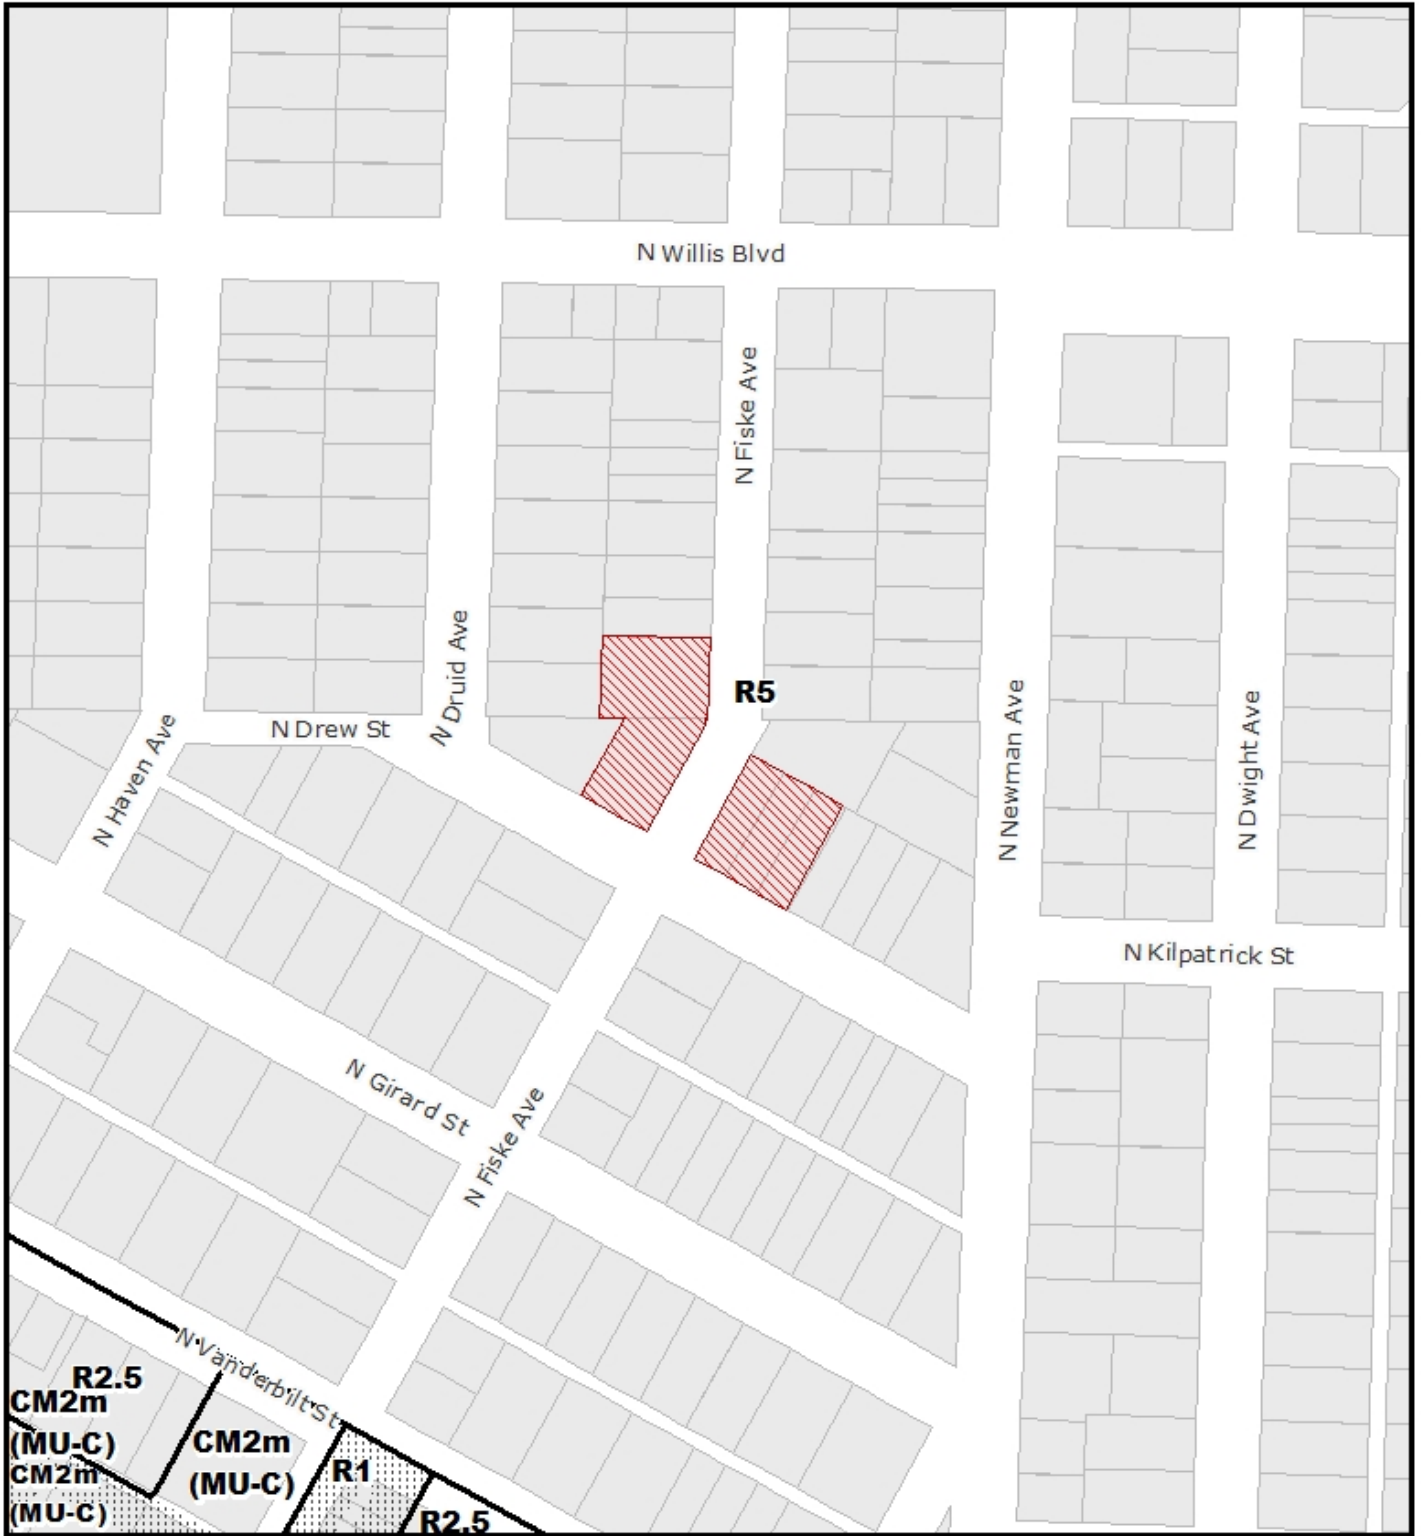 N Willis Blvd
N Fiske Ave
N Druid Ave
R5
N Drew St
N Haven Ave
N Newman Ave
N Dwight Ave
N Kilpatrick St
N Girard St
N Fiske Ave
N Vanderbilt St
R2.5
CM2m
(MU-C)
CM2m
(MU-C)
CM2m
(MU-C)
R1
R2.5